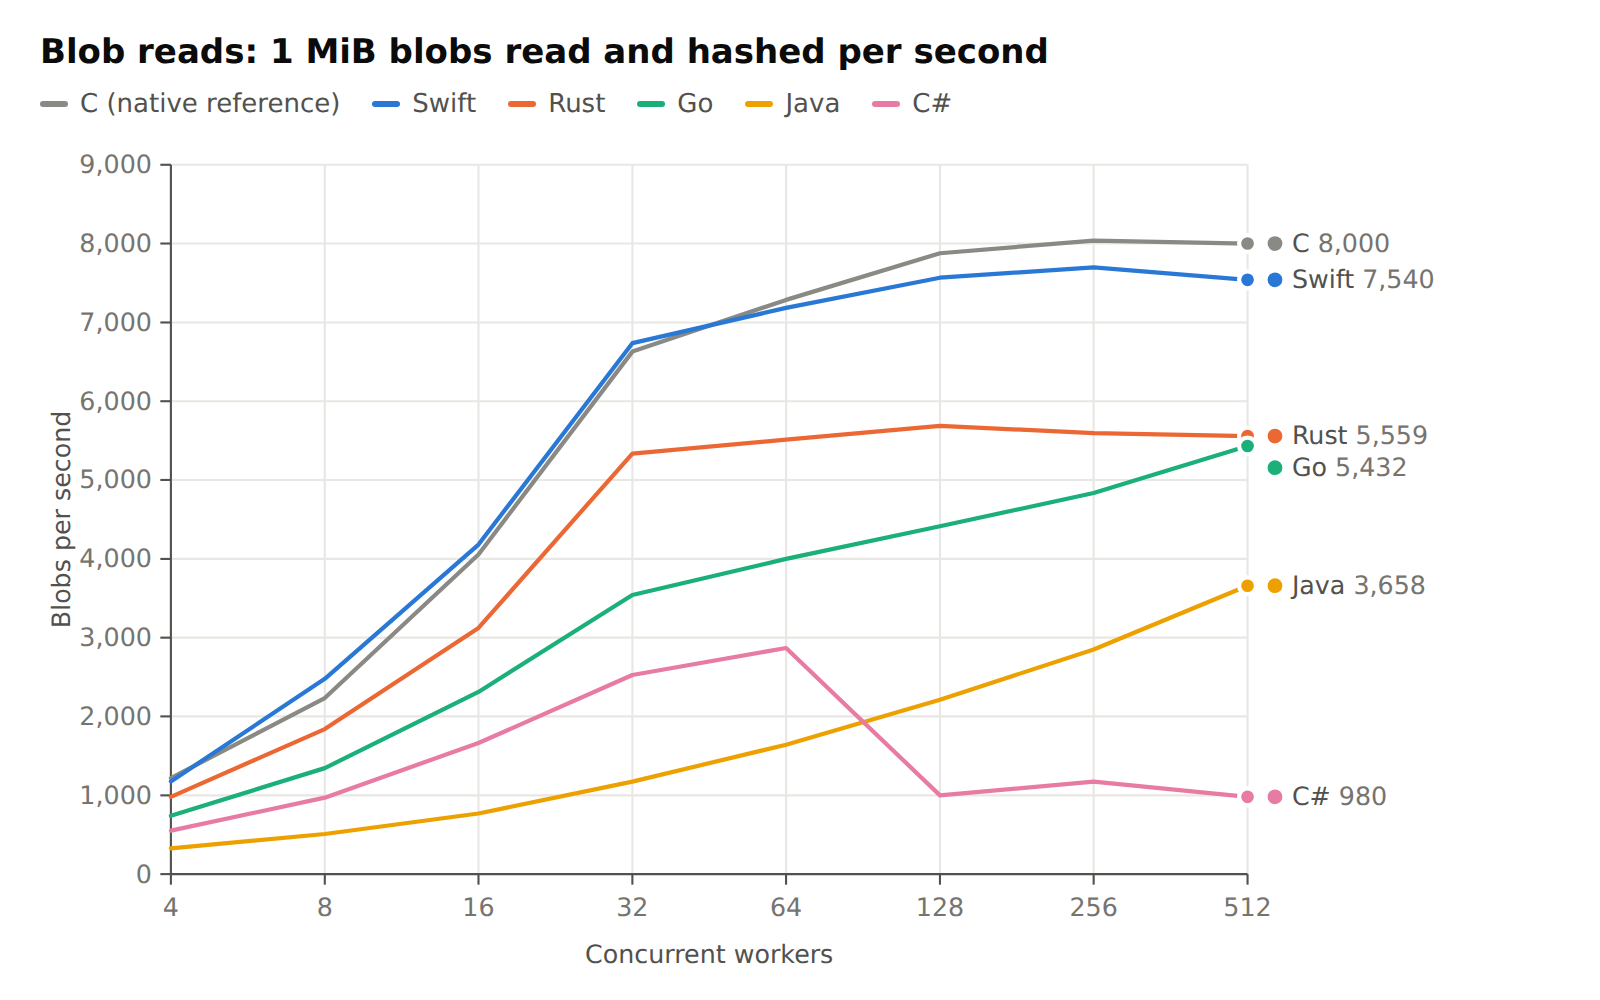 Blob reads: 1 MiB blobs read and hashed per second
C (native reference) Swift Rust Go Java C#
9,000
8,000
7,000
6,000
5,000
4,000
3,000
2,000
1,000
0
Blobs per second
C 8,000
Swift 7,540
Rust 5,559
Go 5,432
Java 3,658
C# 980
4 8 16 32 64 128 256 512
Concurrent workers